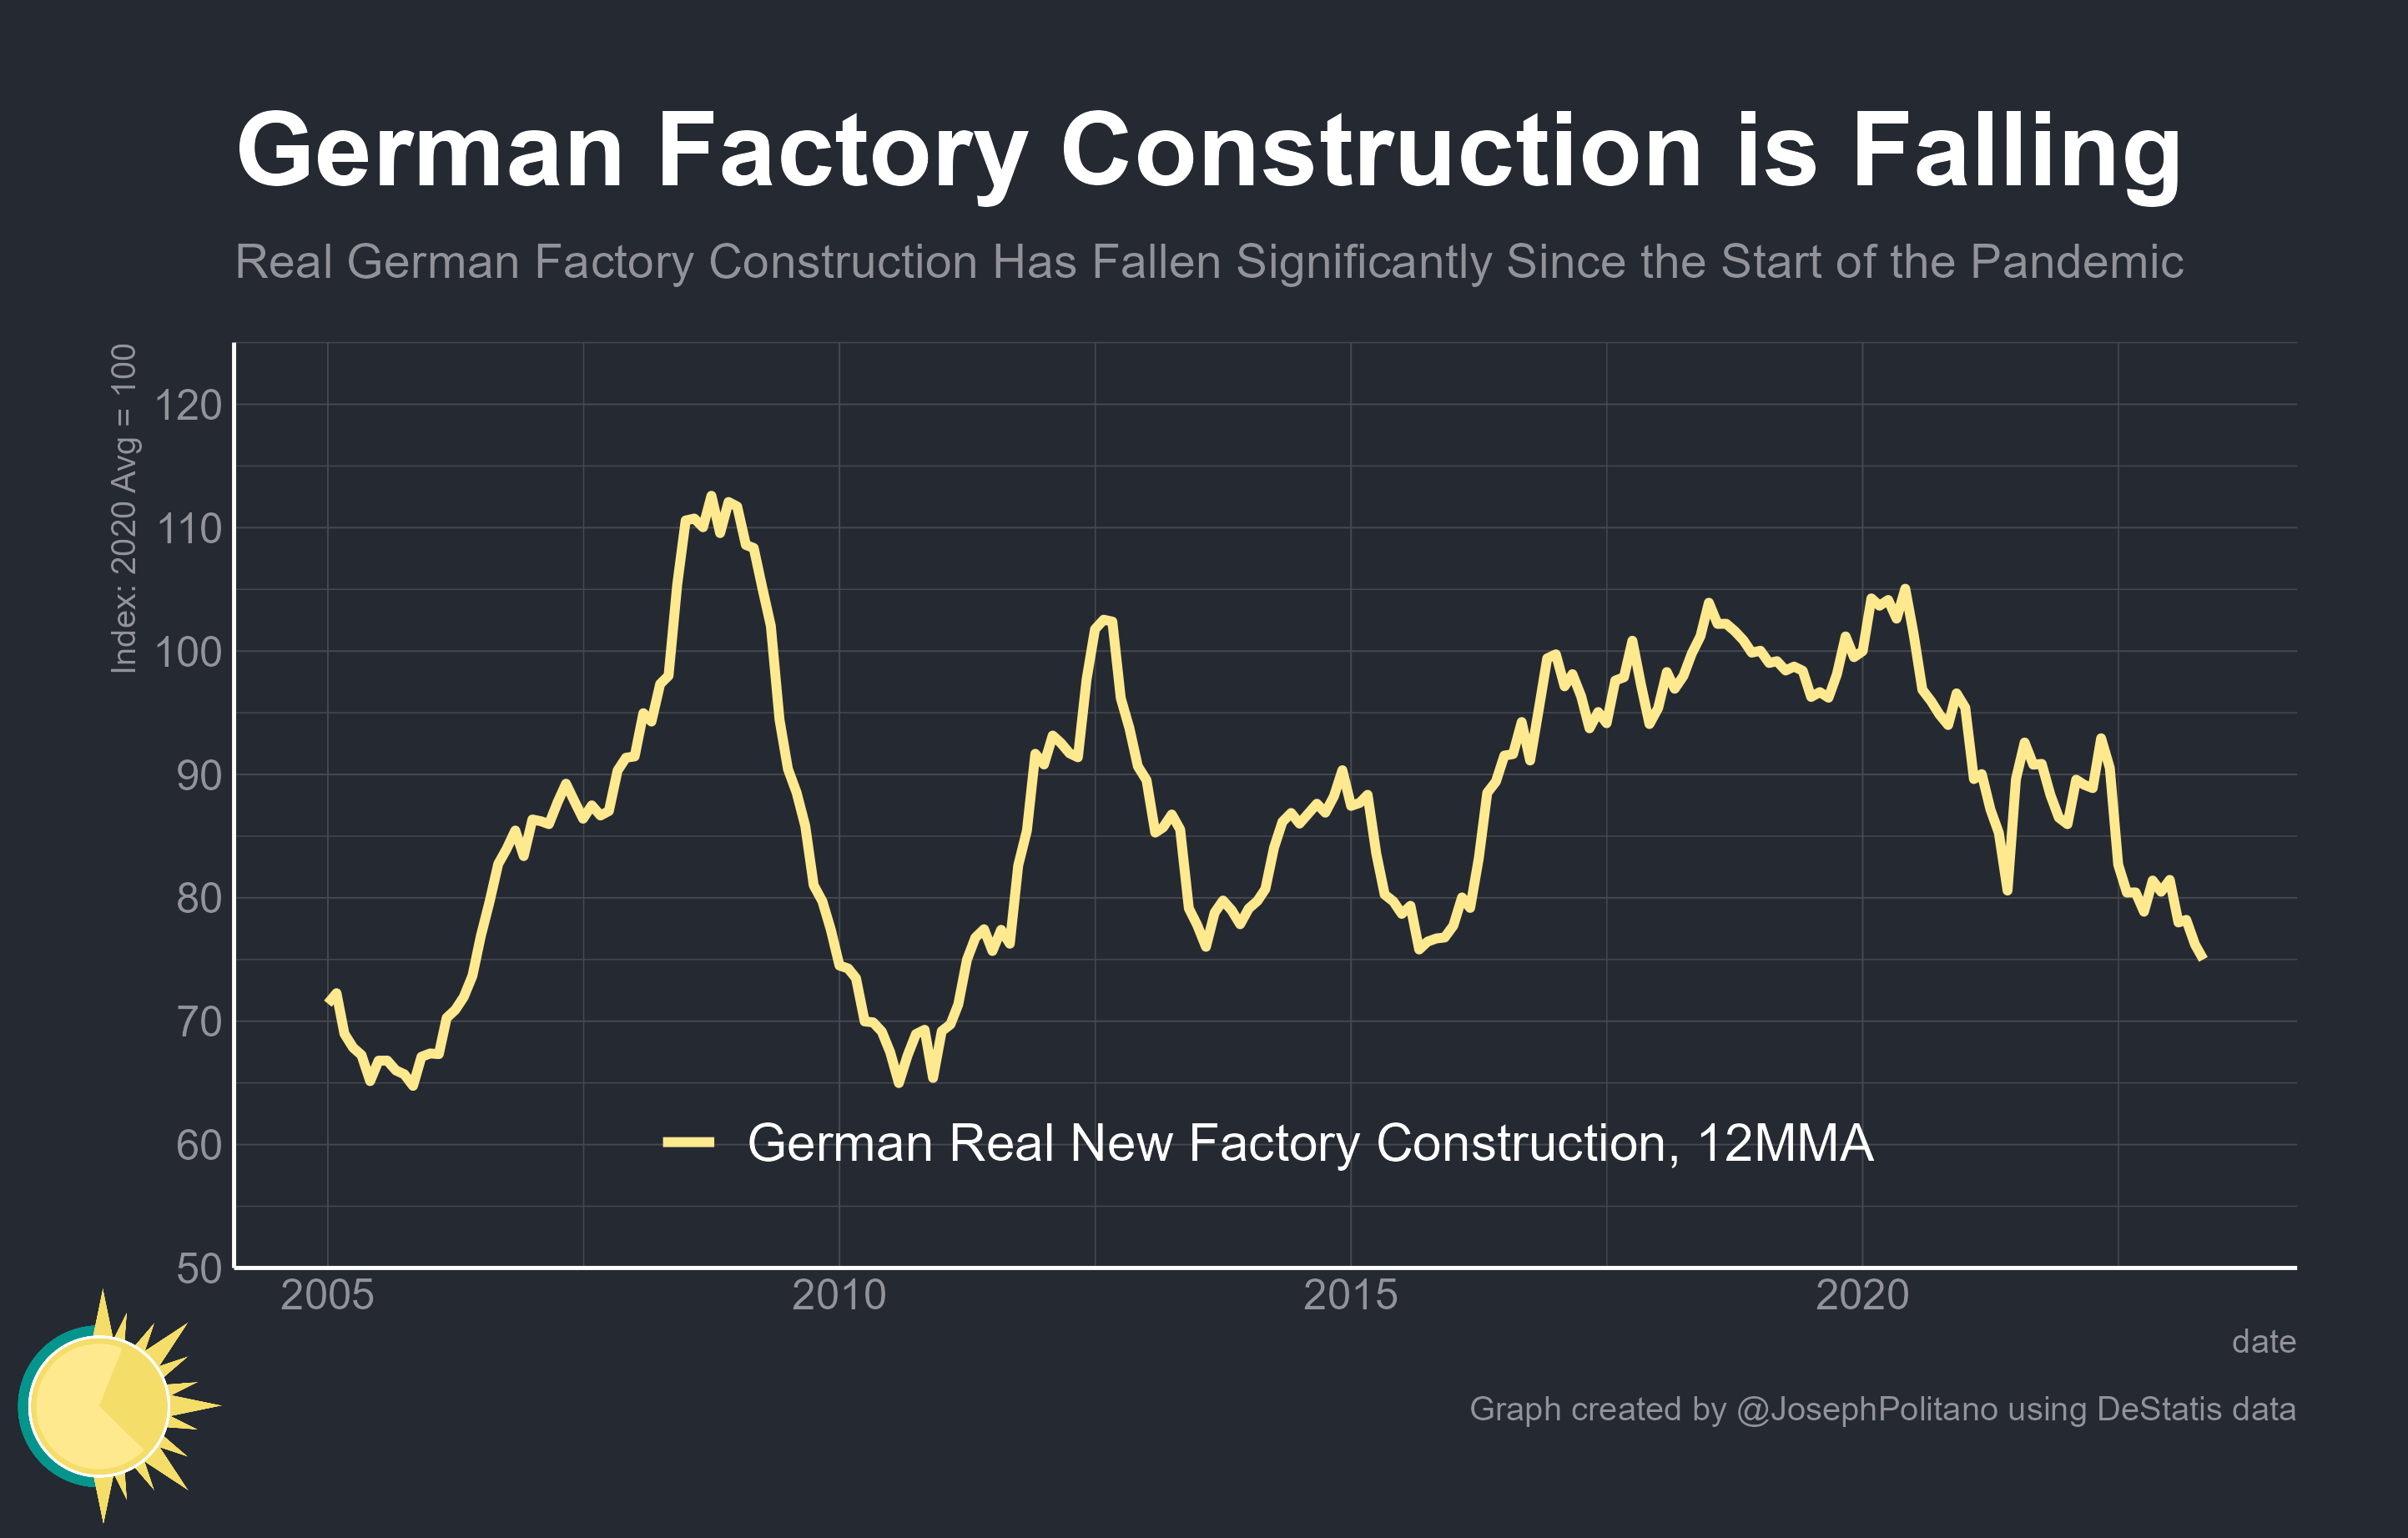 German Factory Construction is Falling
Real German Factory Construction Has Fallen Significantly Since the Start of the Pandemic
Index: 2020 Avg = 100
120
110
100
90
80
70
60
50
German Real New Factory Construction, 12MMA
2005
2010
2015
2020
date
Graph created by @JosephPolitano using DeStatis data